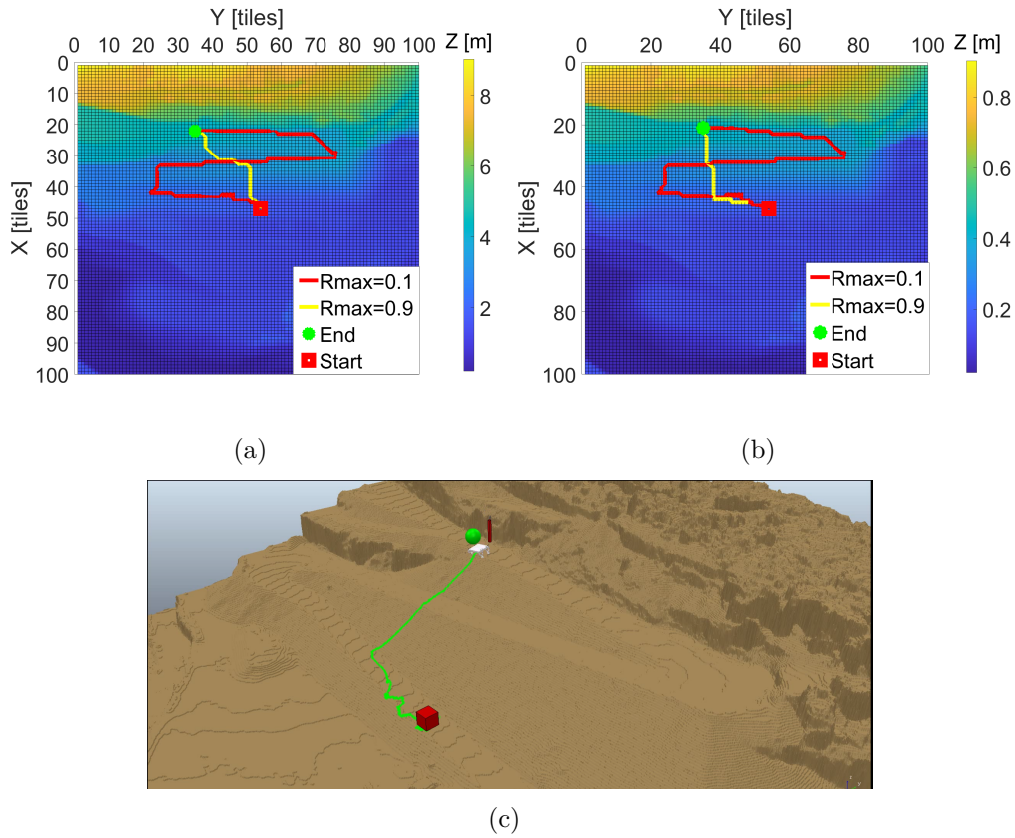 Y [tiles]
0 10 20 30 40 50 60 70 80 90 100
Z [m]
X [tiles]
0
10
20
30
40
50
60
70
80
90
100
8
6
4
2
Rmax=0.1
Rmax=0.9
End
Start
(a)
Y [tiles]
0 20 40 60 80 100
Z [m]
X [tiles]
0
20
40
60
80
100
0.8
0.6
0.4
0.2
Rmax=0.1
Rmax=0.9
End
Start
(b)
(c)